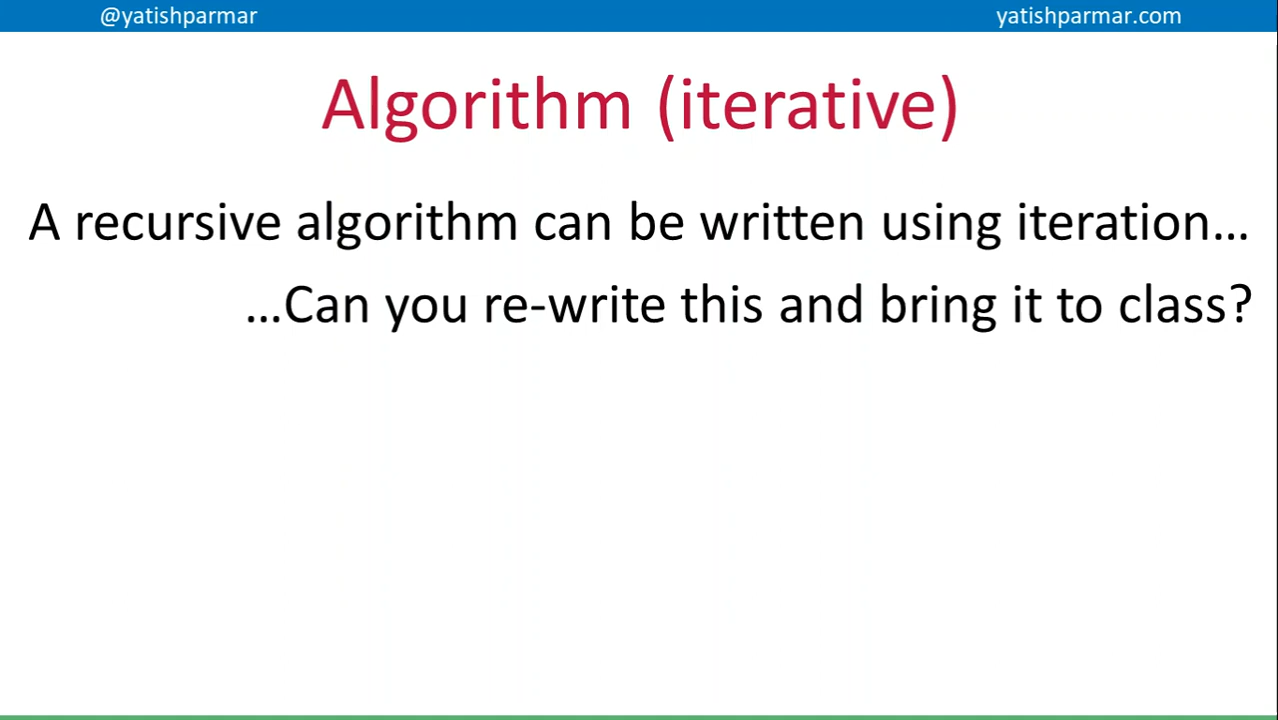 @yatishparmar
yatishparmar.com
Algorithm (iterative)
A recursive algorithm can be written using iteration…
…Can you re-write this and bring it to class?